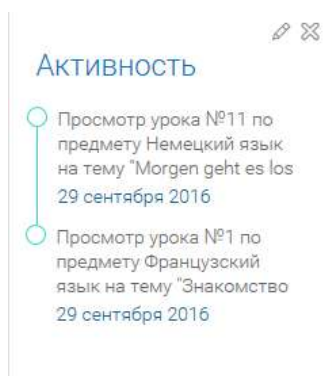 Активность
Просмотр урока №11 по
предмету Немецкий язык
на тему "Morgen geht es los
29 сентября 2016
Просмотр урока №1 по
предмету Французский
язык на тему "Знакомство
29 сентября 2016